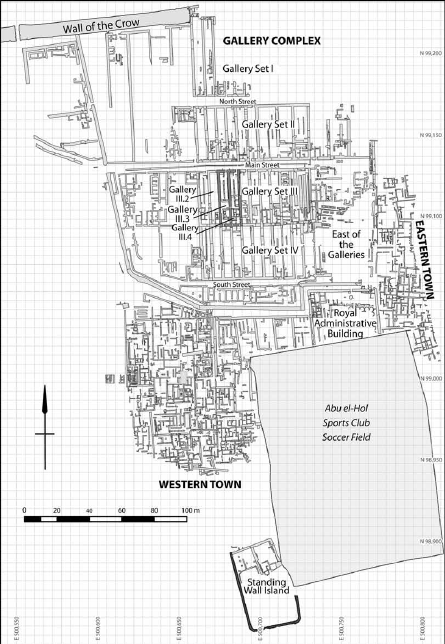 Wall of the Crow
GALLERY COMPLEX
N 99,200
Gallery Set I
North Street
Gallery Set II
N 99,150
Main Street
Gallery
III.2
Gallery Set III
Gallery
III.3
Gallery
III.4
N 99,100
East of
the
Galleries
EASTERN TOWN
Gallery Set IV
South Street
Royal
Administrative
Building
N 99,000
Abu el-Hol
Sports Club
Soccer Field
N 98,950
WESTERN TOWN
0 20 40 60 80 100 m
N 98,900
Standing
Wall Island
E 500,550
E 500,600
E 500,650
E 500,700
E 500,750
E 500,800